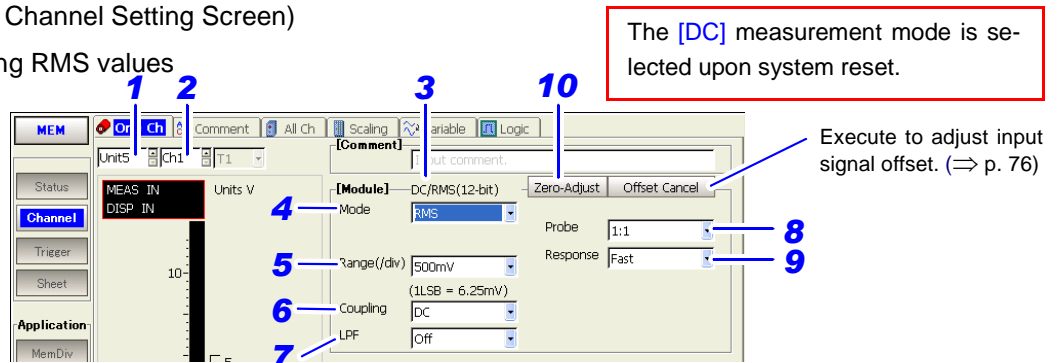 Channel Setting Screen)
ng RMS values
The [DC] measurement mode is se-
lected upon system reset.
1 2 3 10
MEM
One Ch Comment All Ch Scaling Variable Logic
Unit5 Ch1 T1
[Comment]
Input comment.
Execute to adjust input
signal offset. (⇒ p. 76)
Status
MEAS IN
DISP IN
Units V
[Module] DC/RMS(12-bit) Zero-Adjust Offset Cancel
Channel
4 Mode RMS
Probe 1:1 8
Trigger
5 Range(/div) 500mV
Response Fast 9
10
Sheet
(1LSB = 6.25mV)
6 Coupling DC
Application
7 LPF Off
MemDiv
5